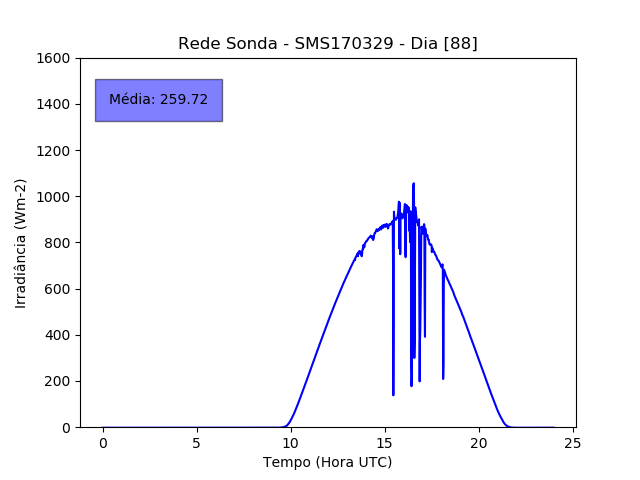 Rede Sonda - SMS170329 - Dia [88]
1600
1400
1200
1000
800
600
400
200
0
Média: 259.72
Irradiância (Wm-2)
0 5 10 15 20 25
Tempo (Hora UTC)